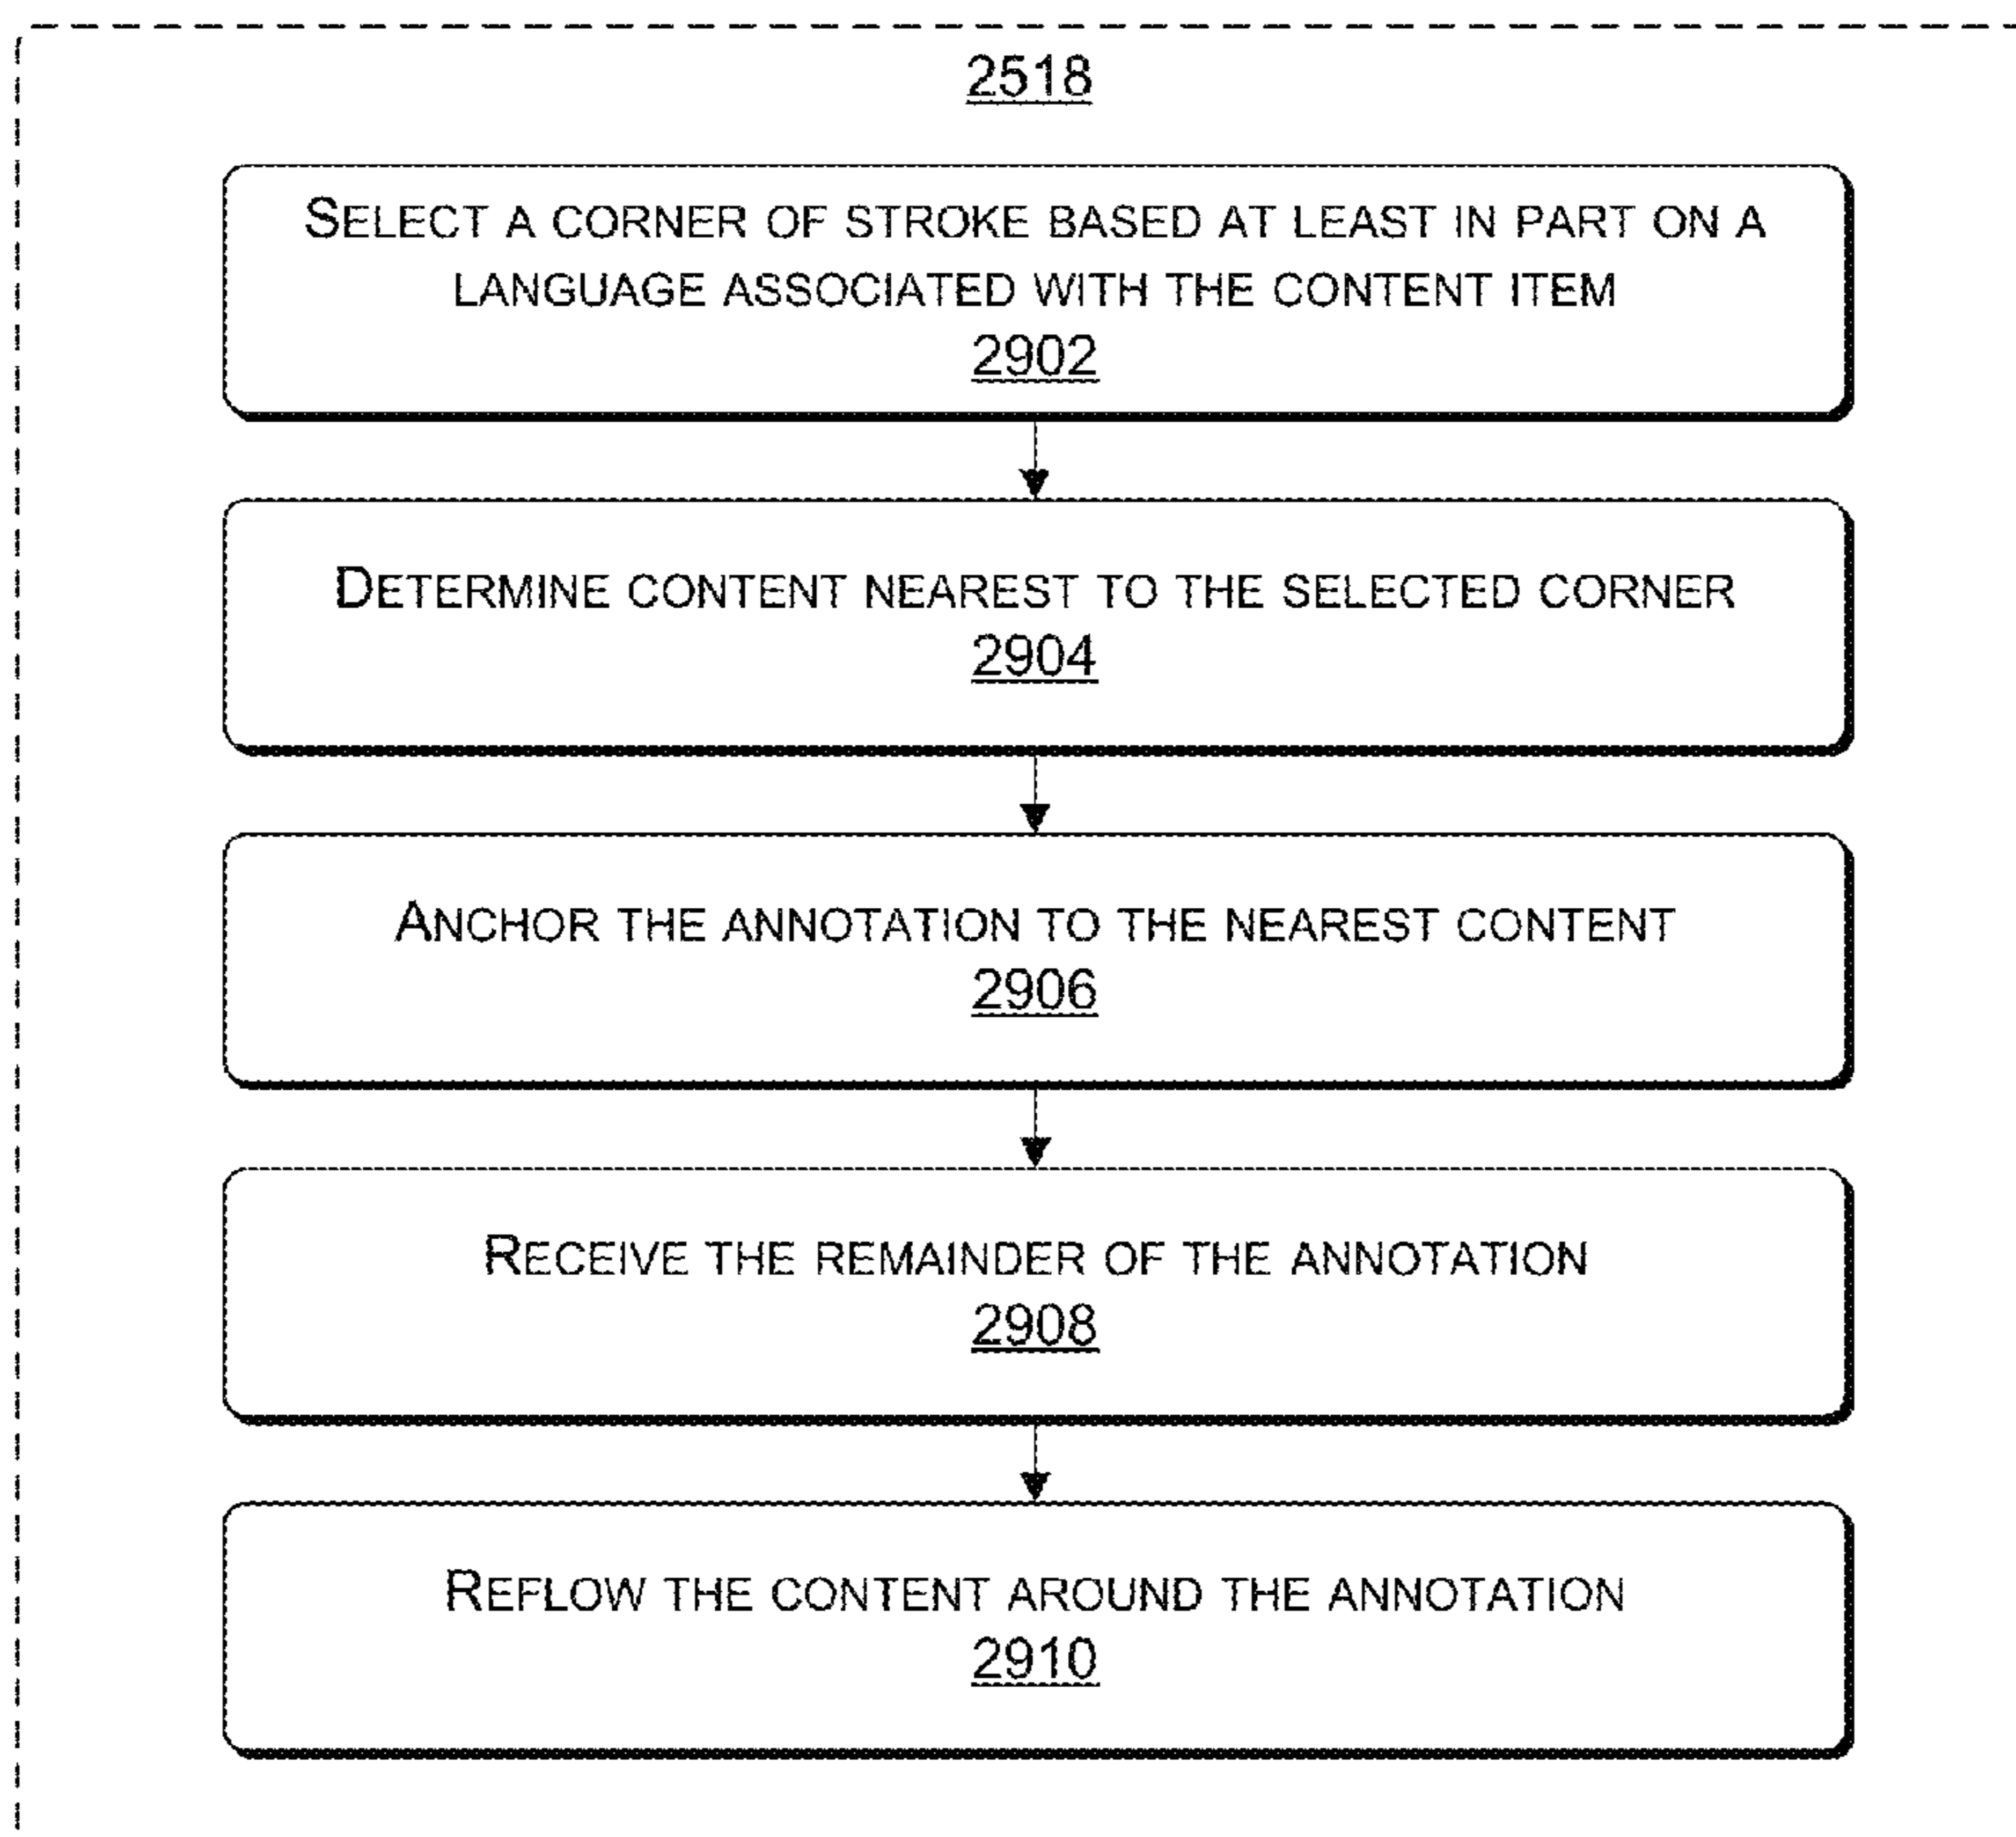 2518
SELECT A CORNER OF STROKE BASED AT LEAST IN PART ON A
LANGUAGE ASSOCIATED WITH THE CONTENT ITEM
2902
DETERMINE CONTENT NEAREST TO THE SELECTED CORNER
2904
ANCHOR THE ANNOTATION TO THE NEAREST CONTENT
2906
RECEIVE THE REMAINDER OF THE ANNOTATION
2908
REFLOW THE CONTENT AROUND THE ANNOTATION
2910